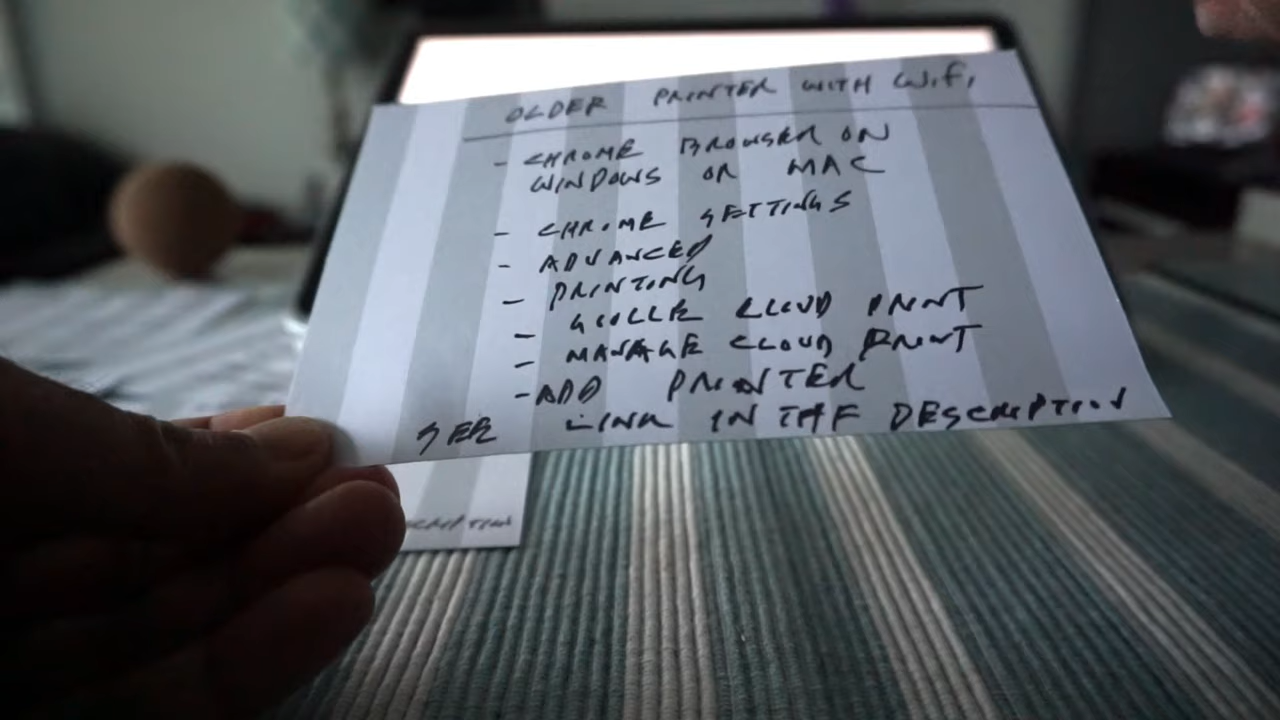 OLDER PRINTER WITH WiFi
- CHROME BROWSER ON
WINDOWS OR MAC
- CHROME SETTINGS
- ADVANCED
- PRINTING
- GOOGLE CLOUD PRINT
- MANAGE CLOUD PRINT
- ADD PRINTER
SEE LINK IN THE DESCRIPTION
SCRIPTION